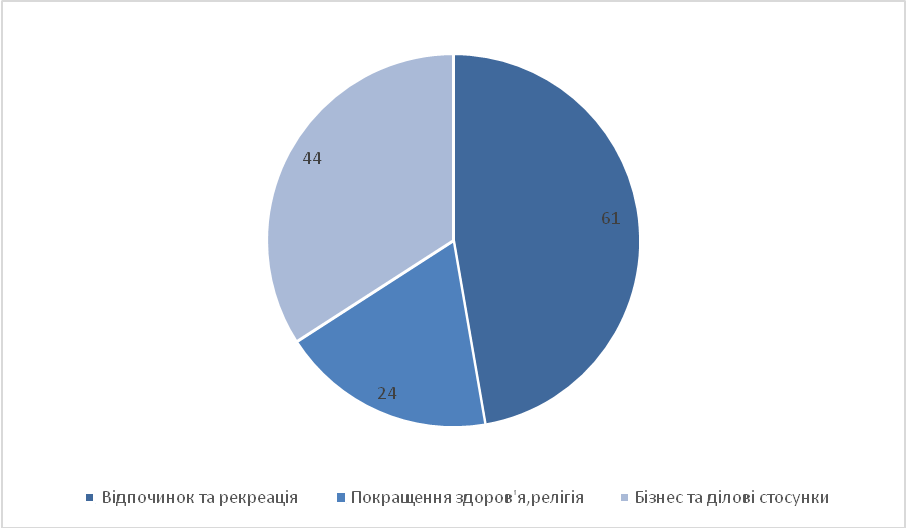 44
61
24
Відпочинок та рекреація Покращення здоров'я,релігія Бізнес та ділові стосунки